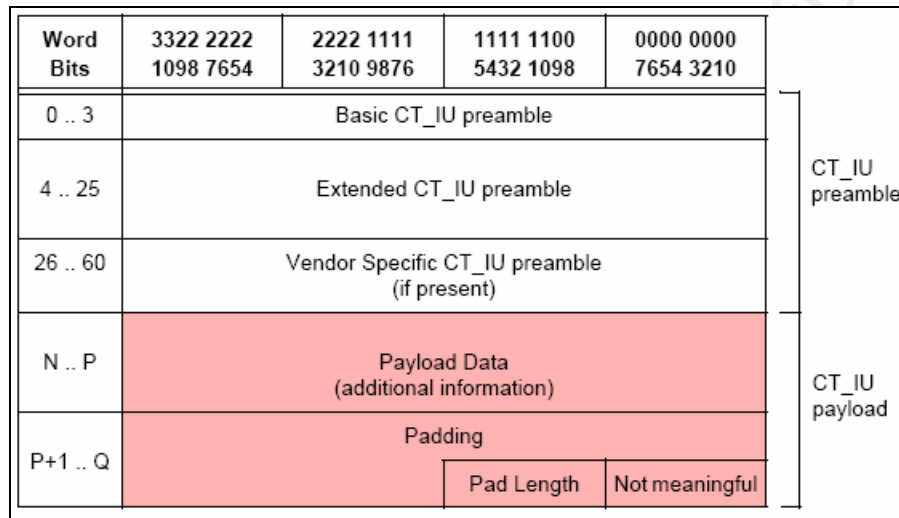 Word Bits
3322 2222 1098 7654
2222 1111 3210 9876
1111 1100 5432 1098
0000 0000 7654 3210
0 .. 3
Basic CT_IU preamble
4 .. 25
Extended CT_IU preamble
26 .. 60
Vendor Specific CT_IU preamble
(if present)
CT_IU
preamble
N .. P
Payload Data
(additional information)
P+1 .. Q
Padding
Pad Length
Not meaningful
CT_IU
payload